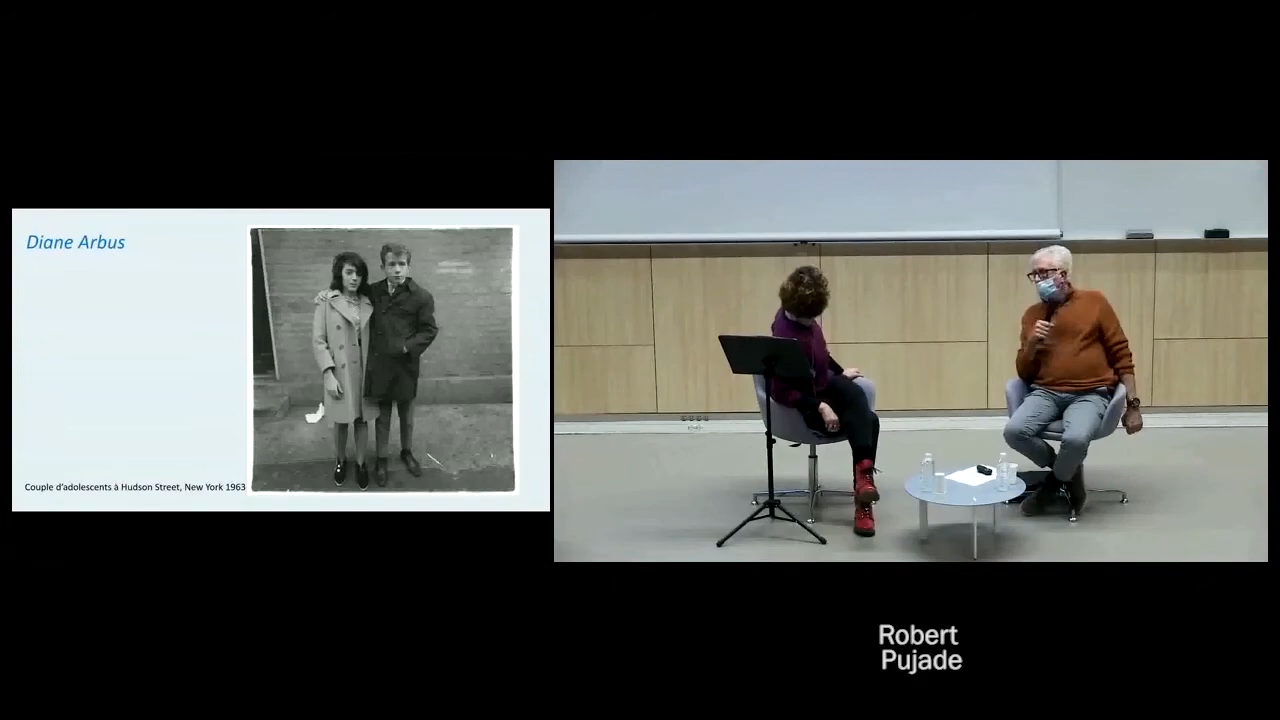 Diane Arbus
Couple d'adolescents à Hudson Street, New York 1963
Robert
Pujade